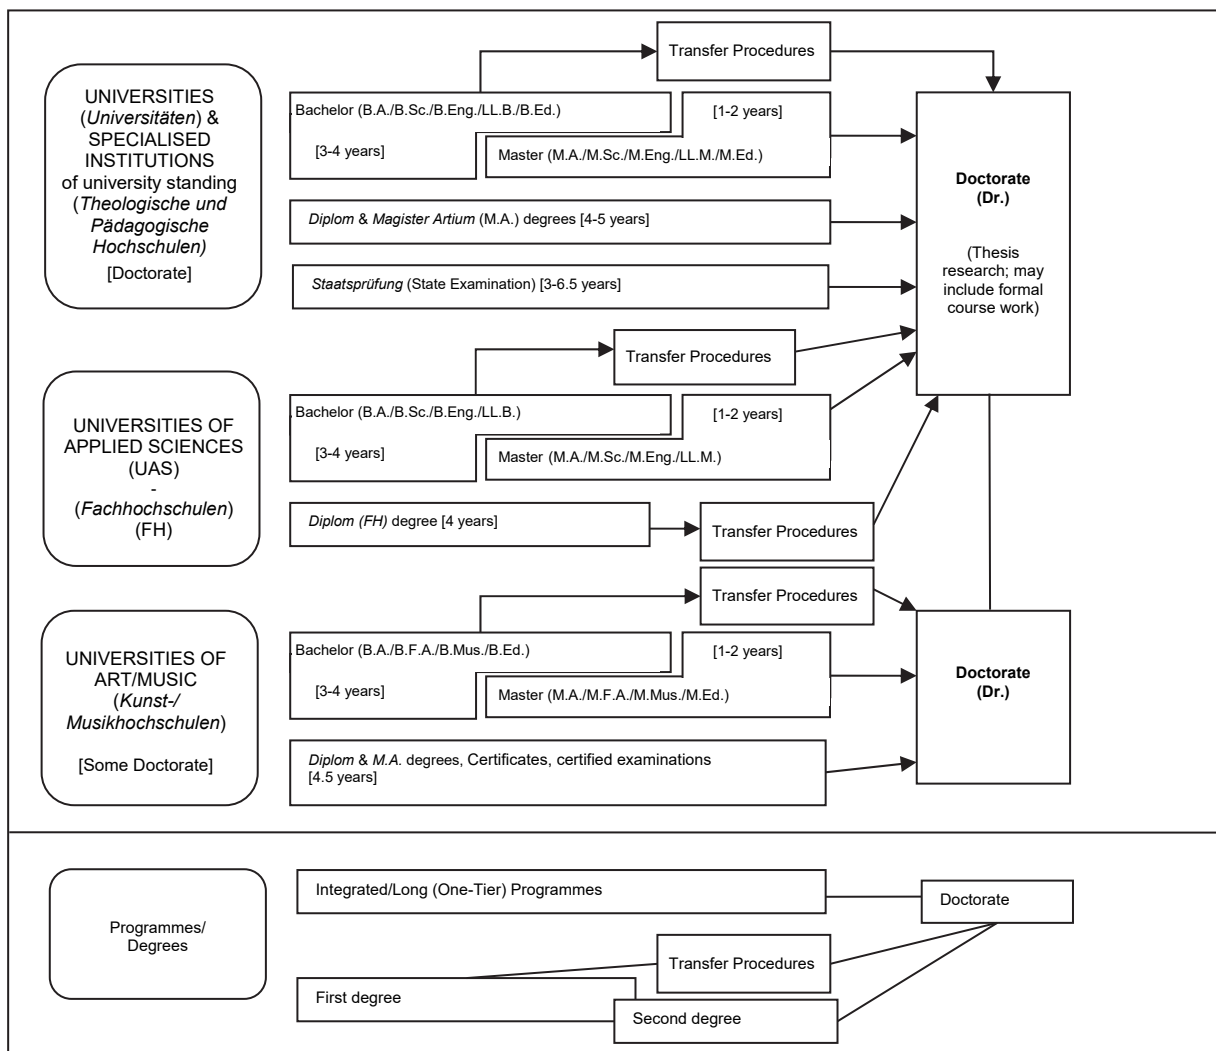 Transfer Procedures
UNIVERSITIES
(Universitäten) &
SPECIALISED
INSTITUTIONS
of university standing
(Theologische und
Pädagogische
Hochschulen)
[Doctorate]
Bachelor (B.A./B.Sc./B.Eng./LL.B./B.Ed.)
[3-4 years]
[1-2 years]
Master (M.A./M.Sc./M.Eng./LL.M./M.Ed.)
Diplom & Magister Artium (M.A.) degrees [4-5 years]
Staatsprüfung (State Examination) [3-6.5 years]
Doctorate
(Dr.)
(Thesis
research; may
include formal
course work)
Transfer Procedures
UNIVERSITIES OF
APPLIED SCIENCES
(UAS)
-
(Fachhochschulen)
(FH)
Bachelor (B.A./B.Sc./B.Eng./LL.B.)
[3-4 years]
[1-2 years]
Master (M.A./M.Sc./M.Eng./LL.M.)
Diplom (FH) degree [4 years]
Transfer Procedures
Transfer Procedures
UNIVERSITIES OF
ART/MUSIC
(Kunst-/
Musikhochschulen)
[Some Doctorate]
Bachelor (B.A./B.F.A./B.Mus./B.Ed.)
[3-4 years]
[1-2 years]
Master (M.A./M.F.A./M.Mus./M.Ed.)
Diplom & M.A. degrees, Certificates, certified examinations
[4.5 years]
Doctorate
(Dr.)
Programmes/
Degrees
Integrated/Long (One-Tier) Programmes
Doctorate
Transfer Procedures
First degree
Second degree